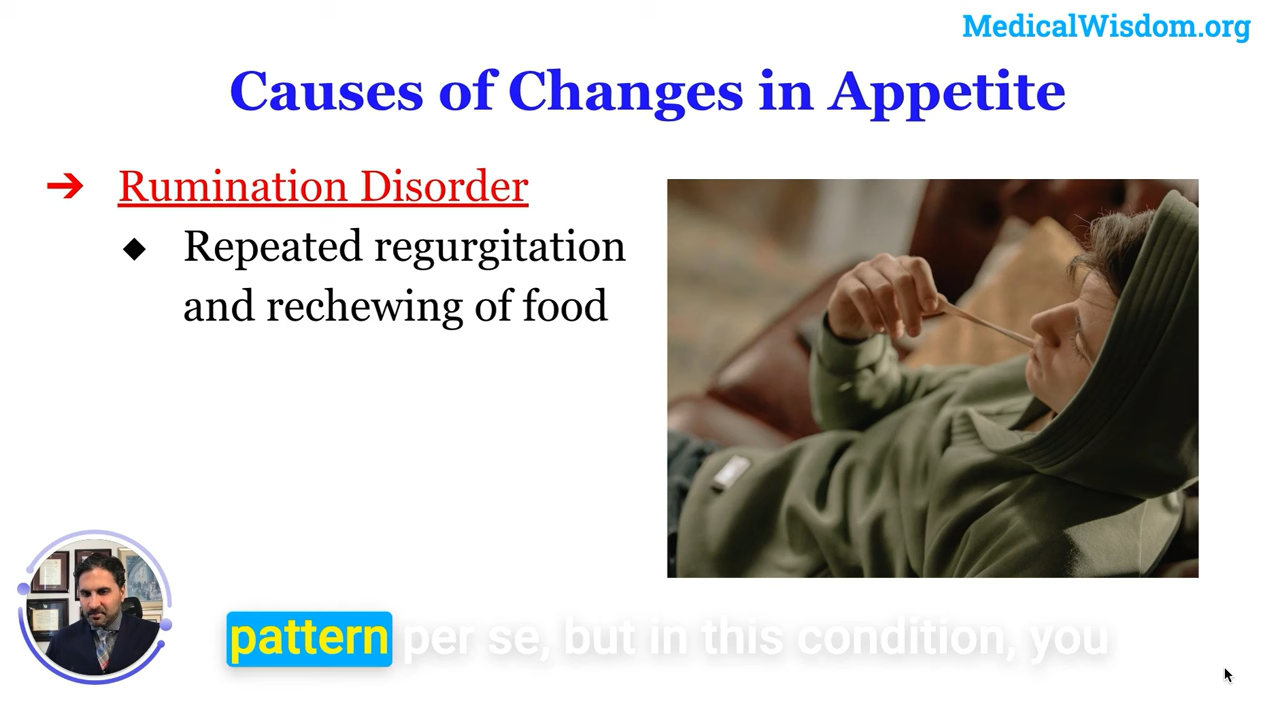 MedicalWisdom.org
Causes of Changes in Appetite
➔ Rumination Disorder
◆ Repeated regurgitation
and rechewing of food
pattern per se, but in this condition, you